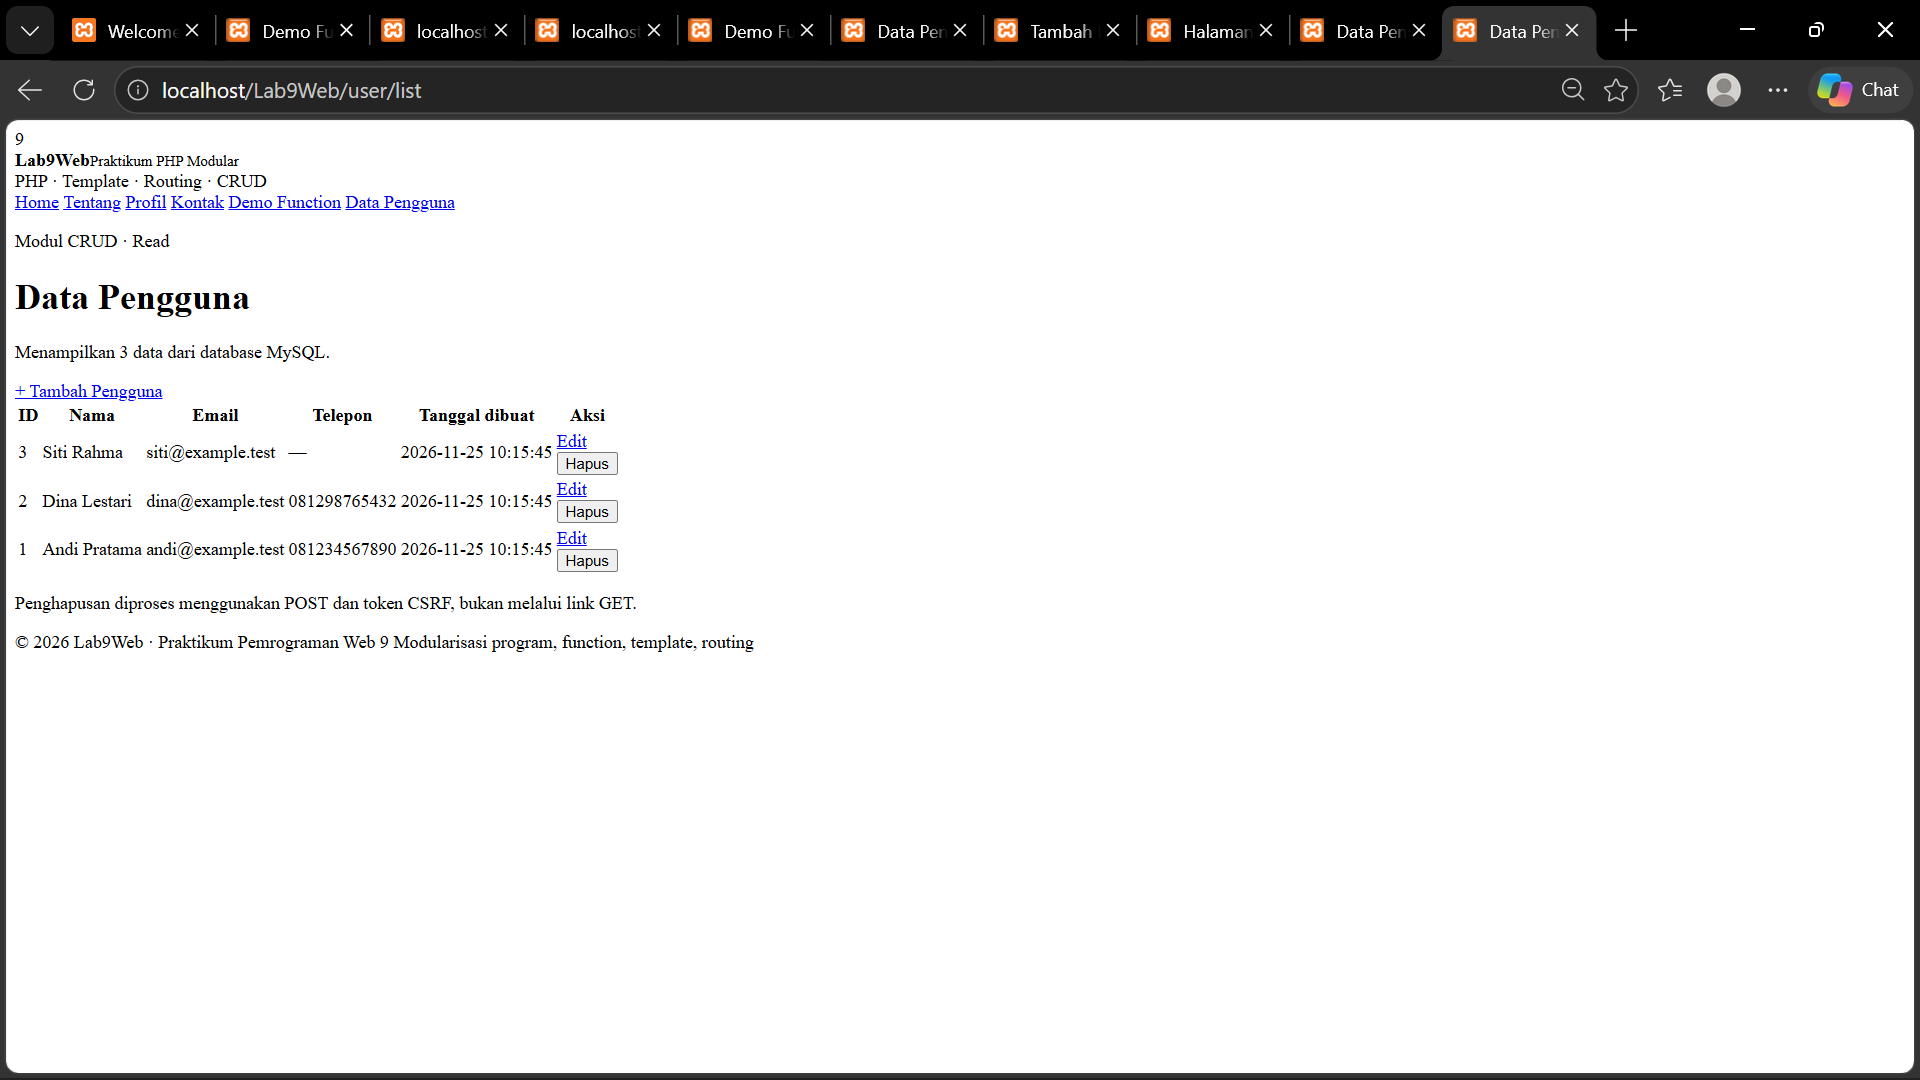 Welcome
Demo Fu
localhost
localhost
Demo Fu
Data Pen
Tambah
Halaman
Data Pen
Data Pen
localhost/Lab9Web/user/list
Chat
9
Lab9WebPraktikum PHP Modular
PHP · Template · Routing · CRUD
Home Tentang Profil Kontak Demo Function Data Pengguna
Modul CRUD · Read
Data Pengguna
Menampilkan 3 data dari database MySQL.
+ Tambah Pengguna
ID Nama Email Telepon Tanggal dibuat Aksi
3 Siti Rahma siti@example.test — 2026-11-25 10:15:45 Edit
Hapus
2 Dina Lestari dina@example.test 081298765432 2026-11-25 10:15:45 Edit
Hapus
1 Andi Pratama andi@example.test 081234567890 2026-11-25 10:15:45 Edit
Hapus
Penghapusan diproses menggunakan POST dan token CSRF, bukan melalui link GET.
© 2026 Lab9Web · Praktikum Pemrograman Web 9 Modularisasi program, function, template, routing